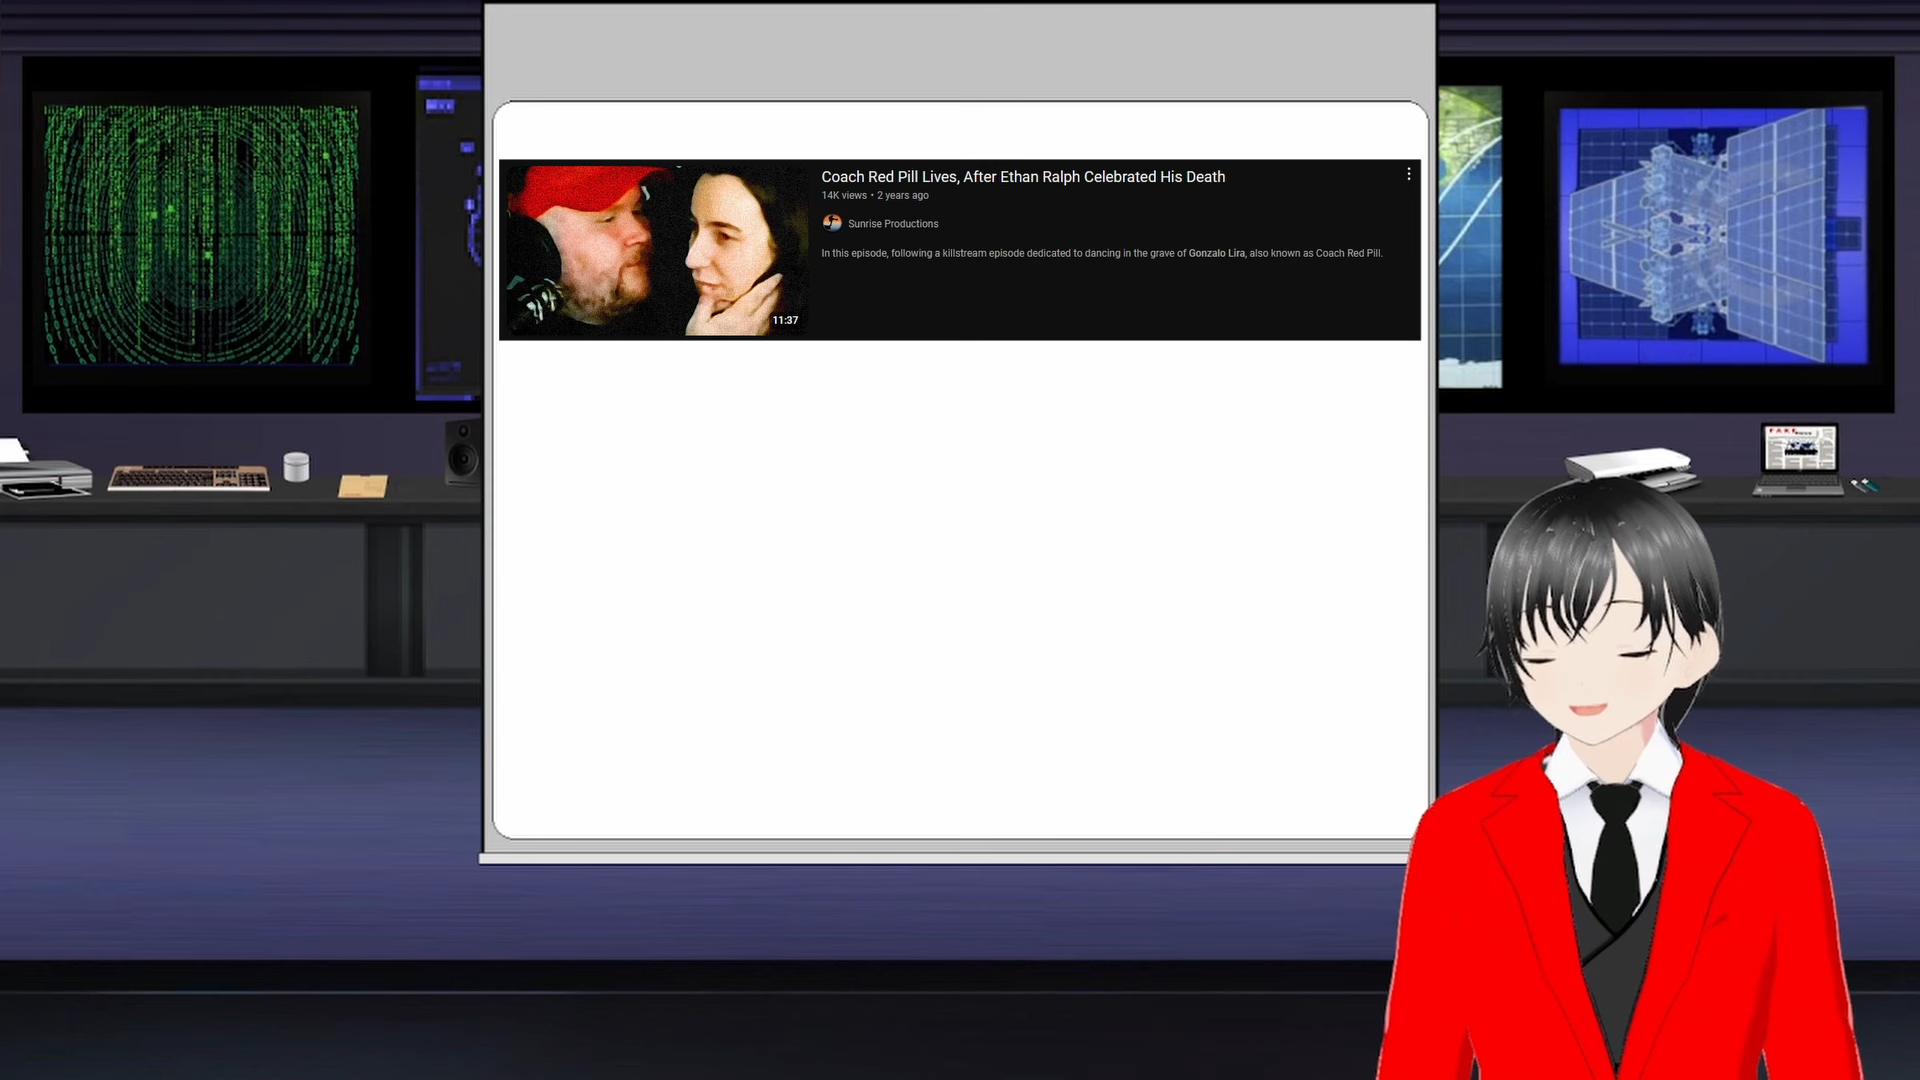 Coach Red Pill Lives, After Ethan Ralph Celebrated His Death
14K views • 2 years ago
Sunrise Productions
In this episode, following a killstream episode dedicated to dancing in the grave of Gonzalo Lira, also known as Coach Red Pill.
11:37
FAKE